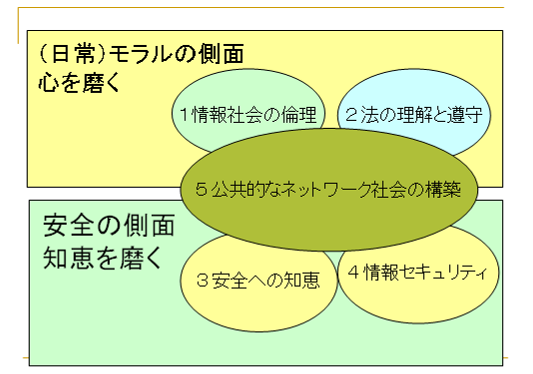 （日常）モラルの側面
心を磨く
１情報社会の倫理
２法の理解と遵守
５公共的なネットワーク社会の構築
安全の側面
知恵を磨く
３安全への知恵
４情報セキュリティ